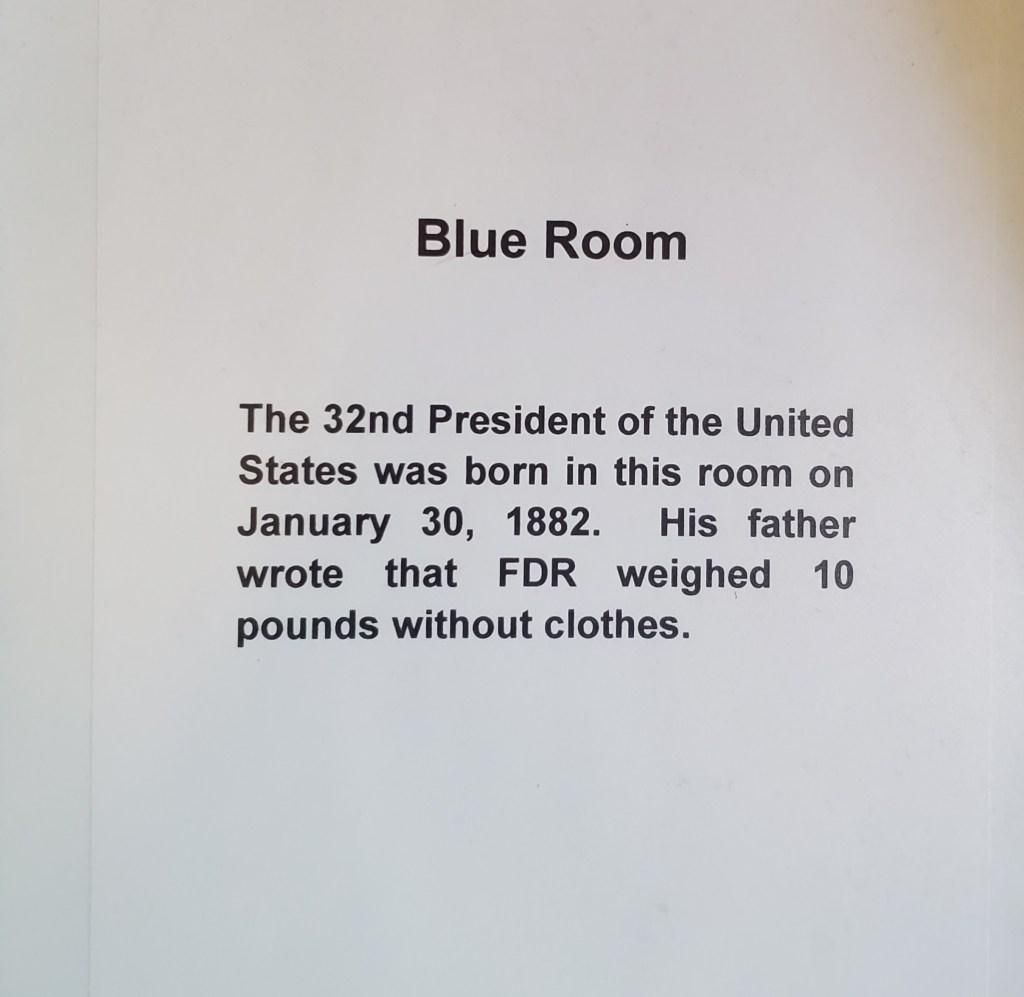 Blue Room
The 32nd President of the United
States was born in this room on
January 30, 1882. His father
wrote that FDR weighed 10
pounds without clothes.